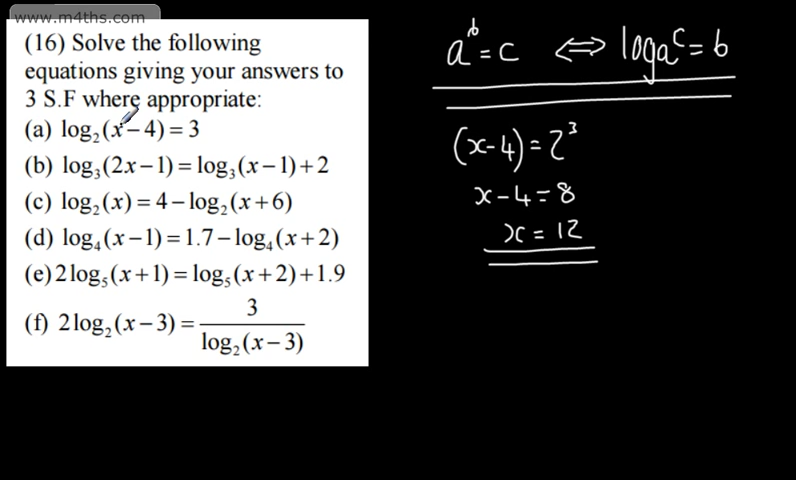 www.m4ths.com
(16) Solve the following
equations giving your answers to
3 S.F where appropriate:
(a) log₂(x − 4) = 3
(b) log₃(2x − 1) = log₃(x − 1) + 2
(c) log₂(x) = 4 − log₂(x + 6)
(d) log₄(x − 1) = 1.7 − log₄(x + 2)
(e) 2log₅(x + 1) = log₅(x + 2) + 1.9
(f) 2log₂(x − 3) = 3 / log₂(x − 3)
aᵇ = c ⇔ logₐc = b
(x − 4) = 2³
x − 4 = 8
x = 12